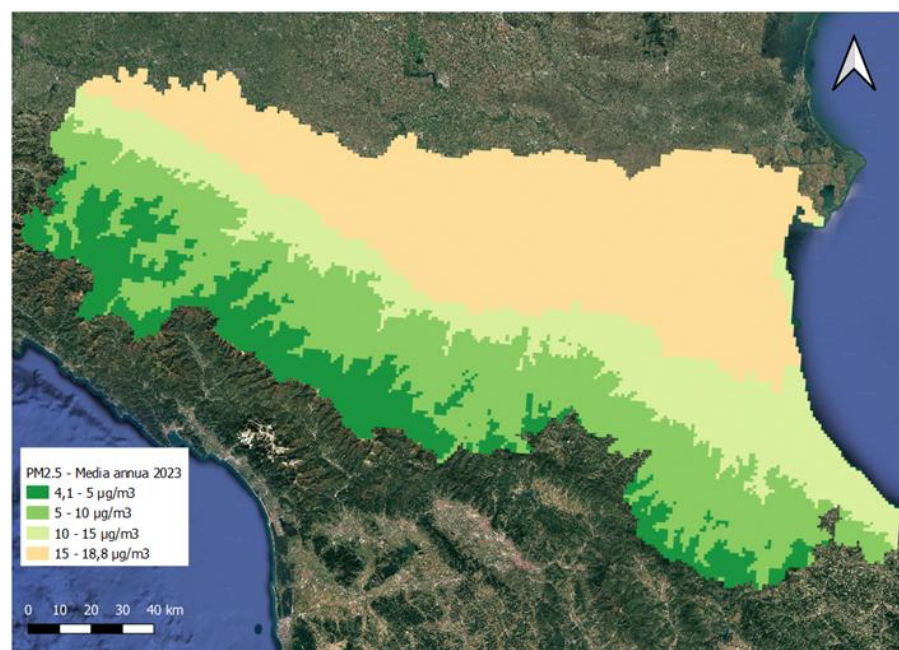 PM2.5 - Media annua 2023
4,1 - 5 µg/m3
5 - 10 µg/m3
10 - 15 µg/m3
15 - 18,8 µg/m3
0 10 20 30 40 km